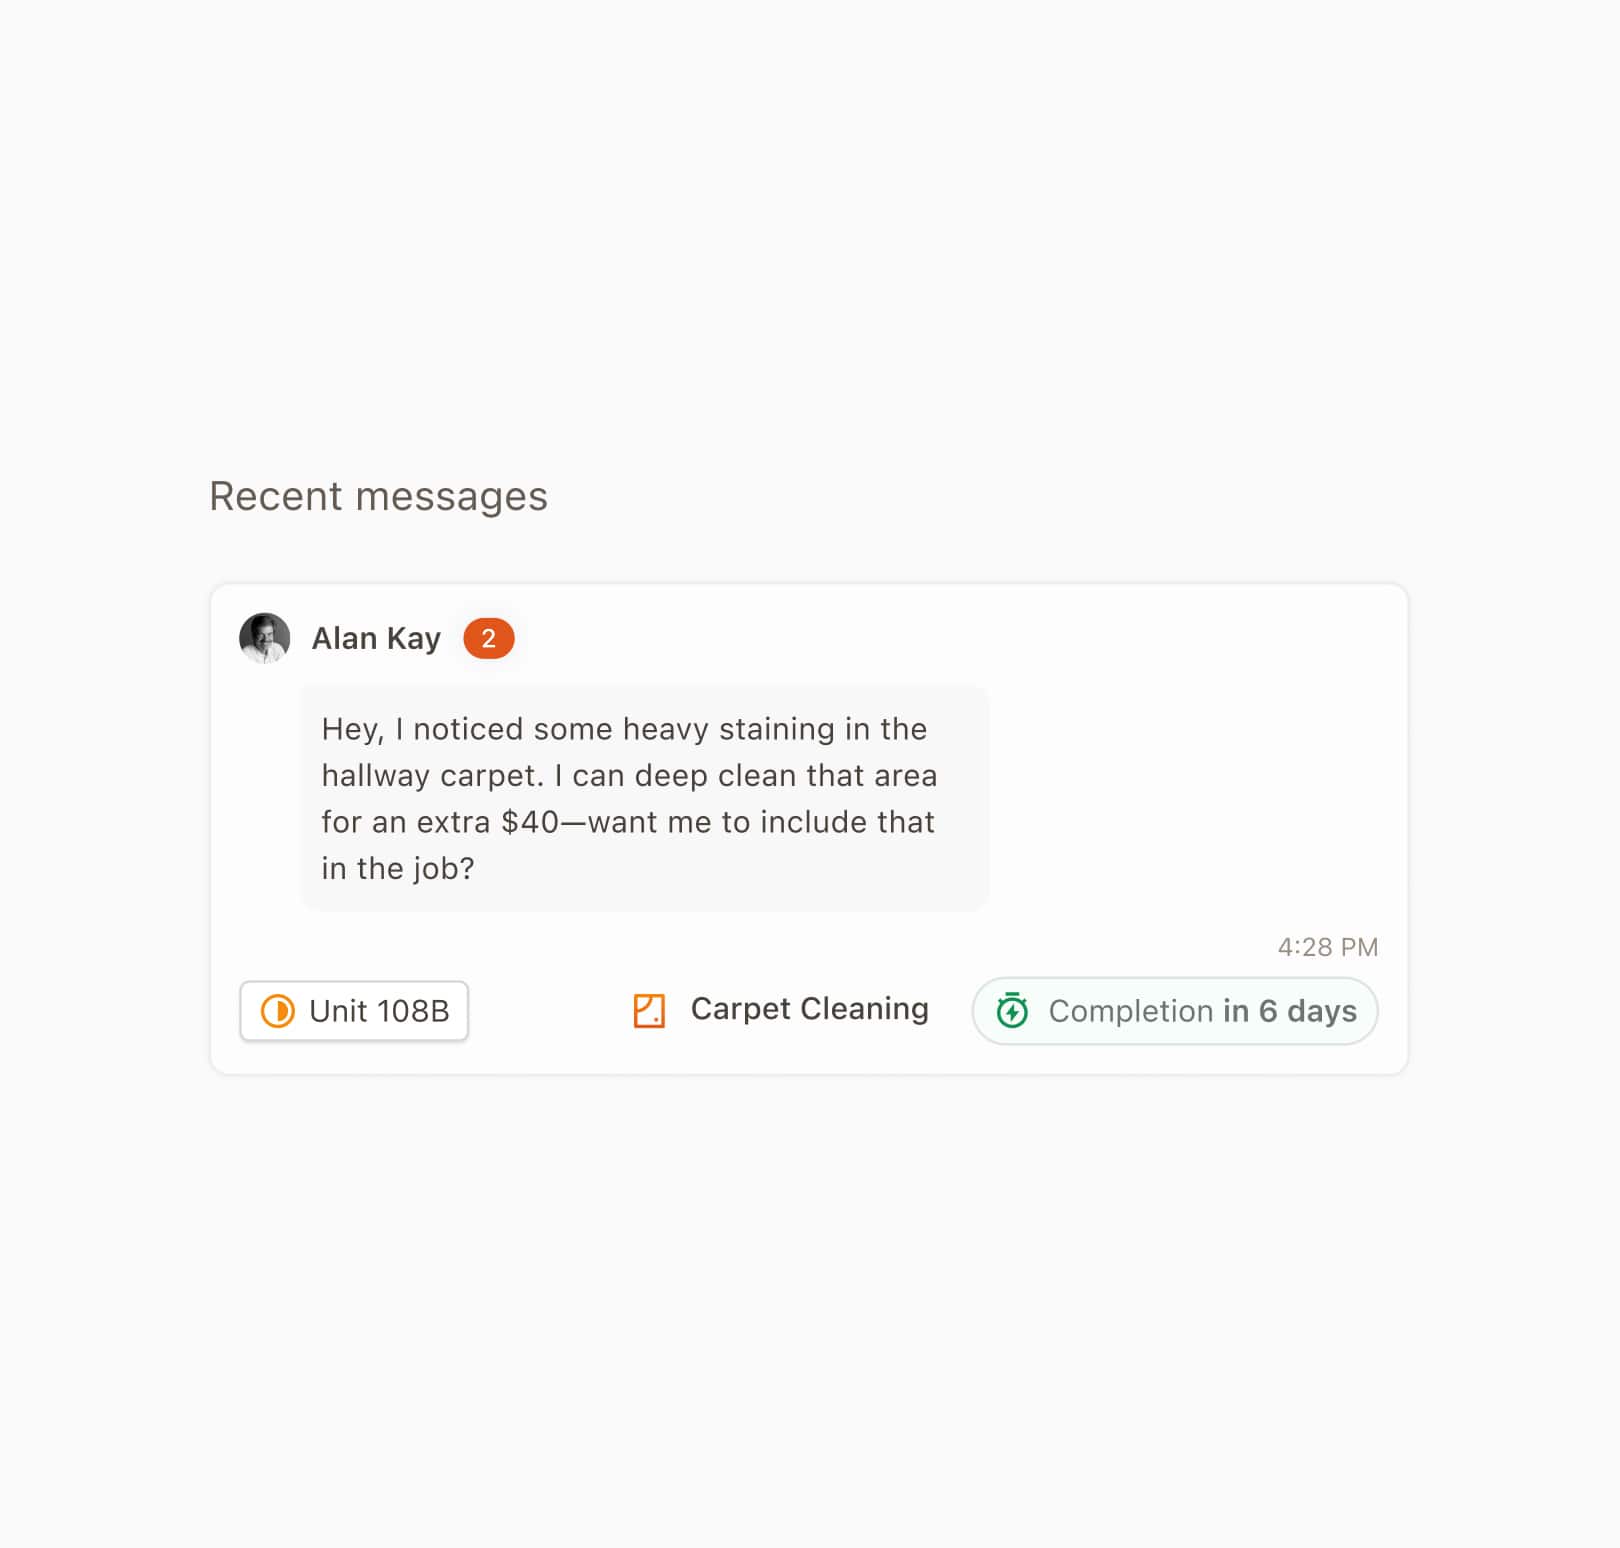 Recent messages
Alan Kay 2
Hey, I noticed some heavy staining in the
hallway carpet. I can deep clean that area
for an extra $40—want me to include that
in the job?
4:28 PM
Unit 108B
Carpet Cleaning
Completion in 6 days